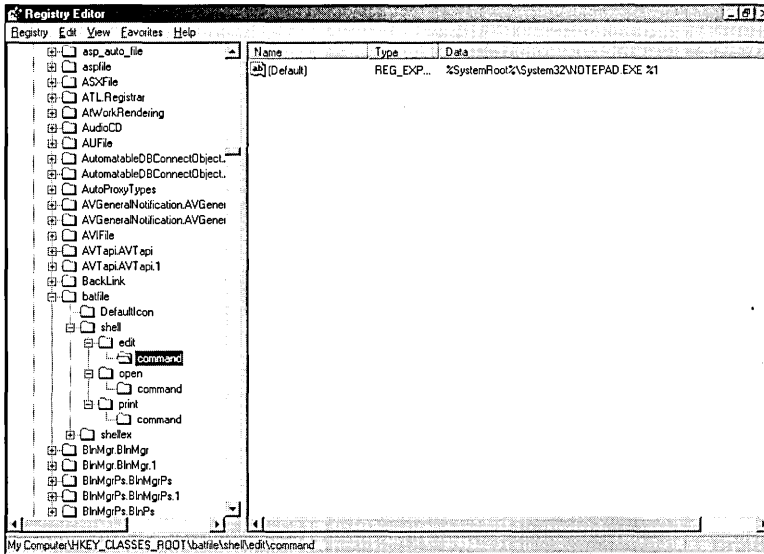 Registry Editor
Registry Edit View Favorites Help
asp_auto_file
aspfile
ASXFile
ATL.Registrar
AtWorkRendering
AudioCD
AUFile
AutomatableDBConnectObject.
AutomatableDBConnectObject.
AutoProxyTypes
AVGeneralNotification.AVGener
AVGeneralNotification.AVGener
AVIFile
AVTapi.AVTapi
AVTapi.AVTapi.1
BackLink
batfile
DefaultIcon
shell
edit
command
open
command
print
command
shellex
BlnMgr.BlnMgr
BlnMgr.BlnMgr.1
BlnMgrPs.BlnMgrPs
BlnMgrPs.BlnMgrPs.1
BlnMgrPs.BlnPs
Name Type Data
ab (Default) REG_EXP... %SystemRoot%\System32\NOTEPAD.EXE %1
My Computer\HKEY_CLASSES_ROOT\batfile\shell\edit\command